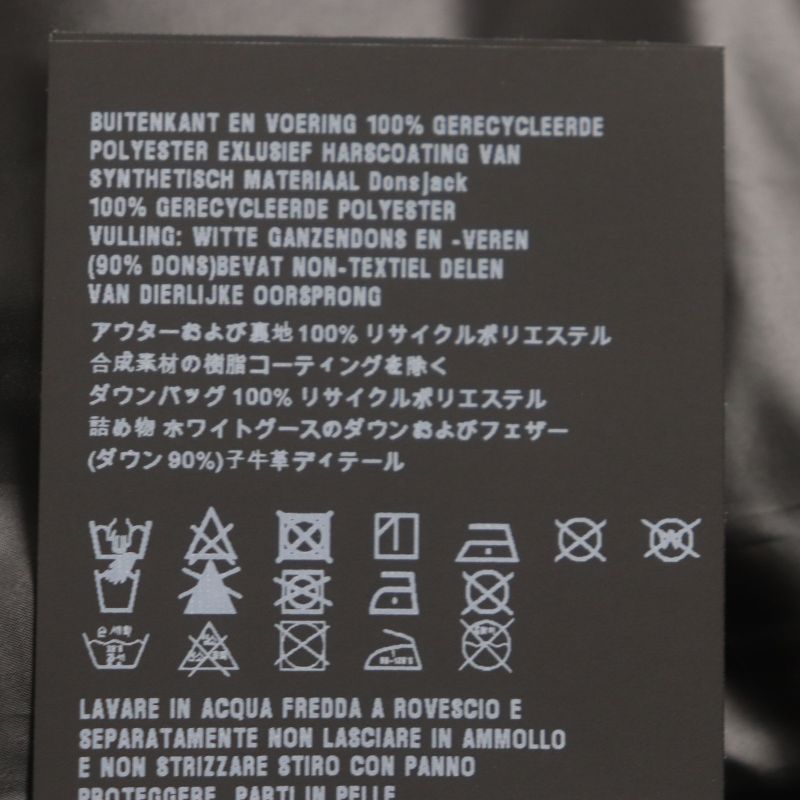 BUITENKANT EN VOERING 100% GERECYCLEERDE
POLYESTER EXLUSIEF HARSCOATING VAN
SYNTHETISCH MATERIAAL Donsjack
100% GERECYCLEERDE POLYESTER
VULLING: WITTE GANZENDONS EN -VEREN
(90% DONS)BEVAT NON-TEXTIEL DELEN
VAN DIERLIJKE OORSPRONG
アウターおよび裏地100% リサイクルポリエステル
合成素材の樹脂コーティングを除く
ダウンバッグ 100% リサイクルポリエステル
詰め物 ホワイトグースのダウンおよびフェザー
(ダウン 90%)子牛革ディテール
W
손 세탁
LAVARE IN ACQUA FREDDA A ROVESCIO E
SEPARATAMENTE NON LASCIARE IN AMMOLLO
E NON STRIZZARE STIRO CON PANNO
PROTEGGERE PARTI IN PELLE